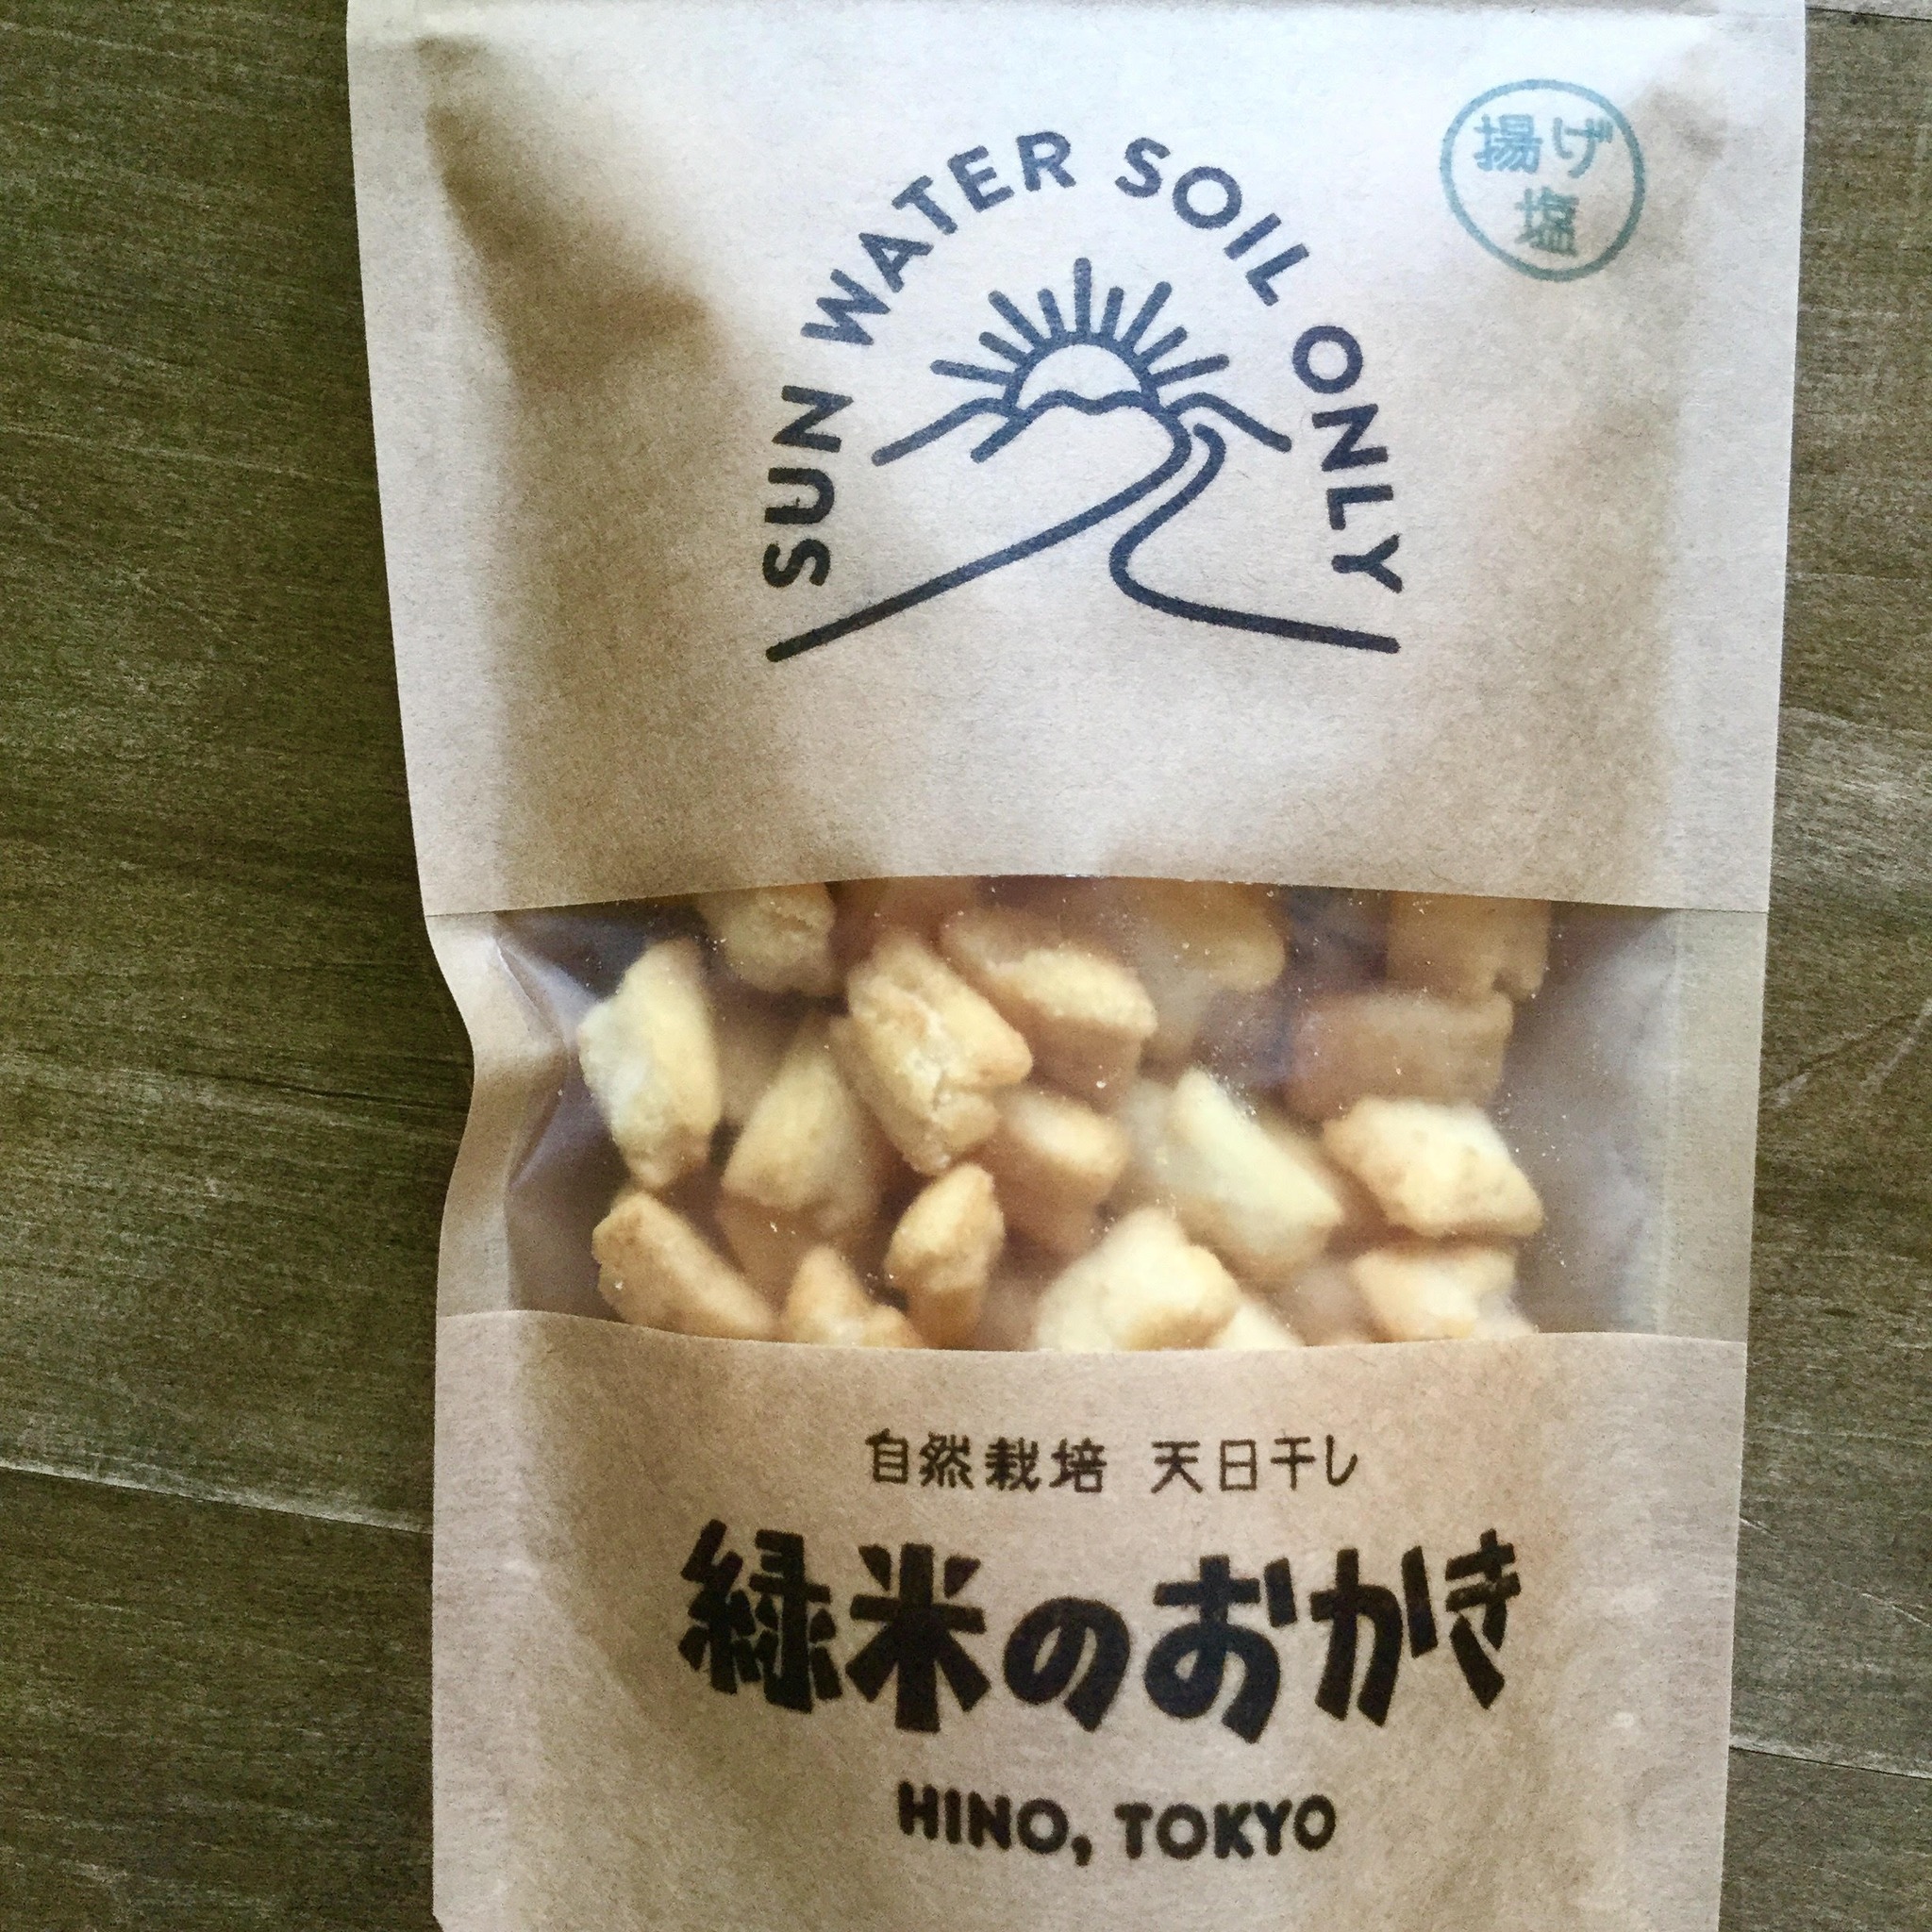 SUN WATER SOIL ONLY
揚げ
塩
自然栽培 天日干し
緑米のおかき
HINO, TOKYO